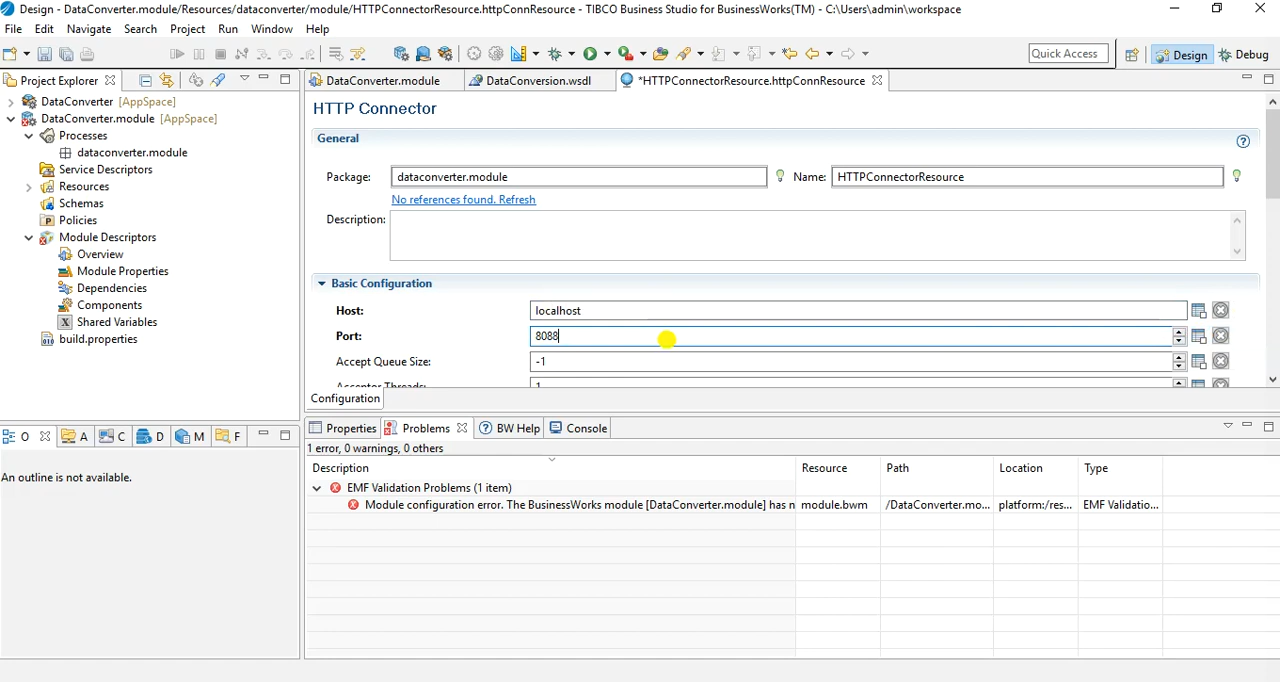 Design - DataConverter.module/Resources/dataconverter/module/HTTPConnectorResource.httpConnResource - TIBCO Business Studio for BusinessWorks(TM) - C:\Users\admin\workspace
File Edit Navigate Search Project Run Window Help
Quick Access Design Debug
Project Explorer
DataConverter [AppSpace]
DataConverter.module [AppSpace]
Processes
dataconverter.module
Service Descriptors
Resources
Schemas
Policies
Module Descriptors
Overview
Module Properties
Dependencies
Components
Shared Variables
build.properties
O A C D M F
An outline is not available.
DataConverter.module DataConversion.wsdl *HTTPConnectorResource.httpConnResource
HTTP Connector
General
Package: dataconverter.module Name: HTTPConnectorResource
No references found. Refresh
Description:
Basic Configuration
Host: localhost
Port: 8088
Accept Queue Size: -1
Acceptor Threads: 1
Configuration
Properties Problems BW Help Console
1 error, 0 warnings, 0 others
Description Resource Path Location Type
EMF Validation Problems (1 item)
Module configuration error. The BusinessWorks module [DataConverter.module] has n module.bwm /DataConverter.mo... platform:/res... EMF Validatio...